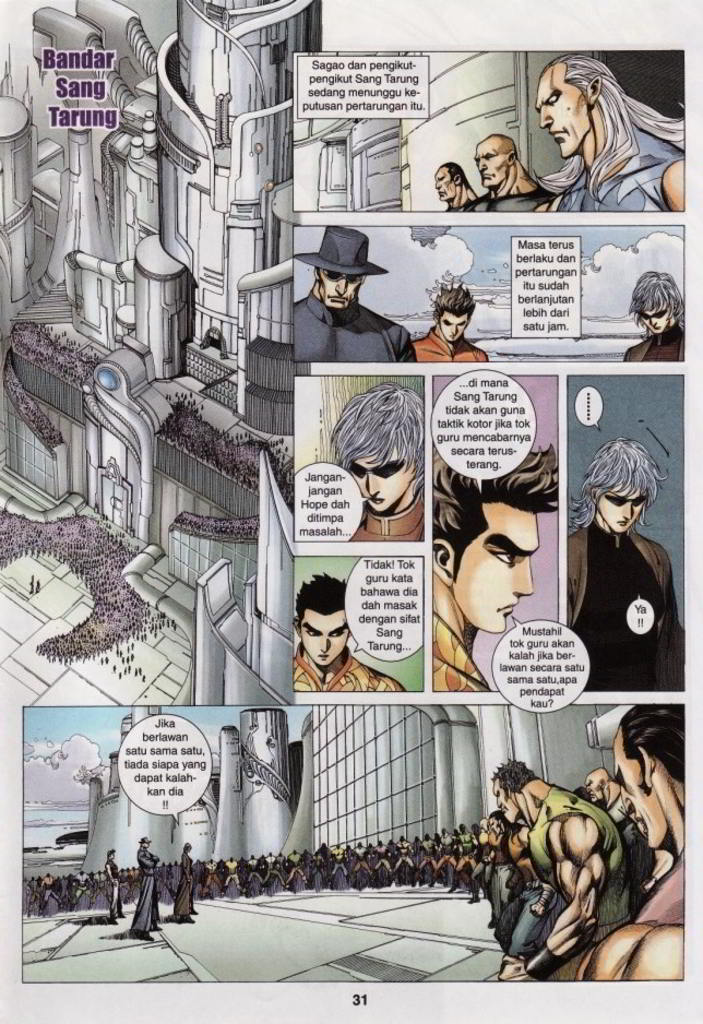 Bandar
Sang
Tarung
Sagao dan pengikut-
pengikut Sang Tarung
sedang menunggu ke-
putusan pertarungan itu.
Masa terus
berlaku dan
pertarungan
itu sudah
berlanjutan
lebih dari
satu jam.
Jangan-
jangan
Hope dah
ditimpa
masalah...
Tidak! Tok
guru kata
bahawa dia
dah masak
dengan sifat
Sang
Tarung...
...di mana
Sang Tarung
tidak akan guna
taktik kotor jika tok
guru mencabarnya
secara terus-
terang.
Mustahil
tok guru akan
kalah jika ber-
lawan secara satu
sama satu,apa
pendapat
kau?
......
Ya
!!
Jika
berlawan
satu sama satu,
tiada siapa yang
dapat kalah-
kan dia
!!
31